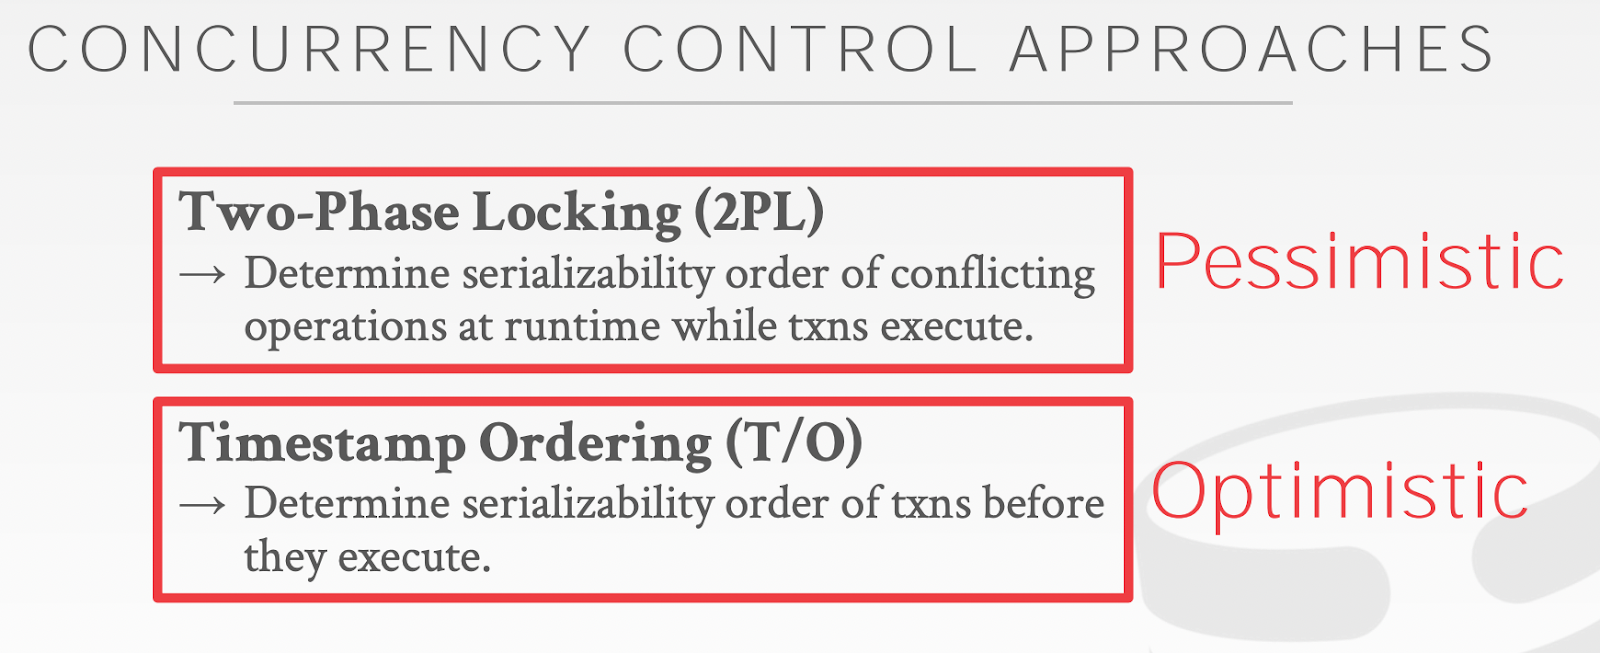 CONCURRENCY CONTROL APPROACHES
Two-Phase Locking (2PL)
→ Determine serializability order of conflicting
operations at runtime while txns execute.
Pessimistic
Timestamp Ordering (T/O)
→ Determine serializability order of txns before
they execute.
Optimistic